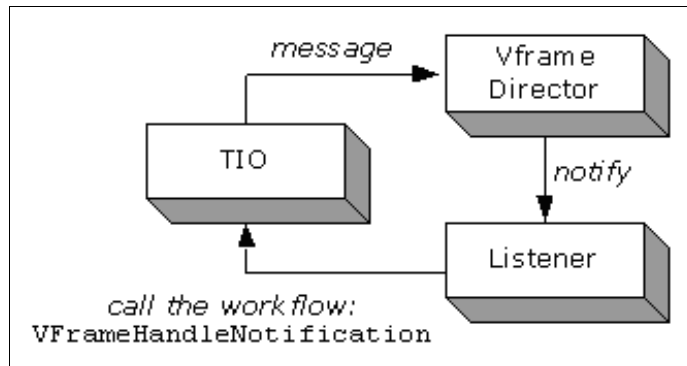 message
Vframe
Director
TIO
notify
Listener
call the workflow:
VFrameHandleNotification